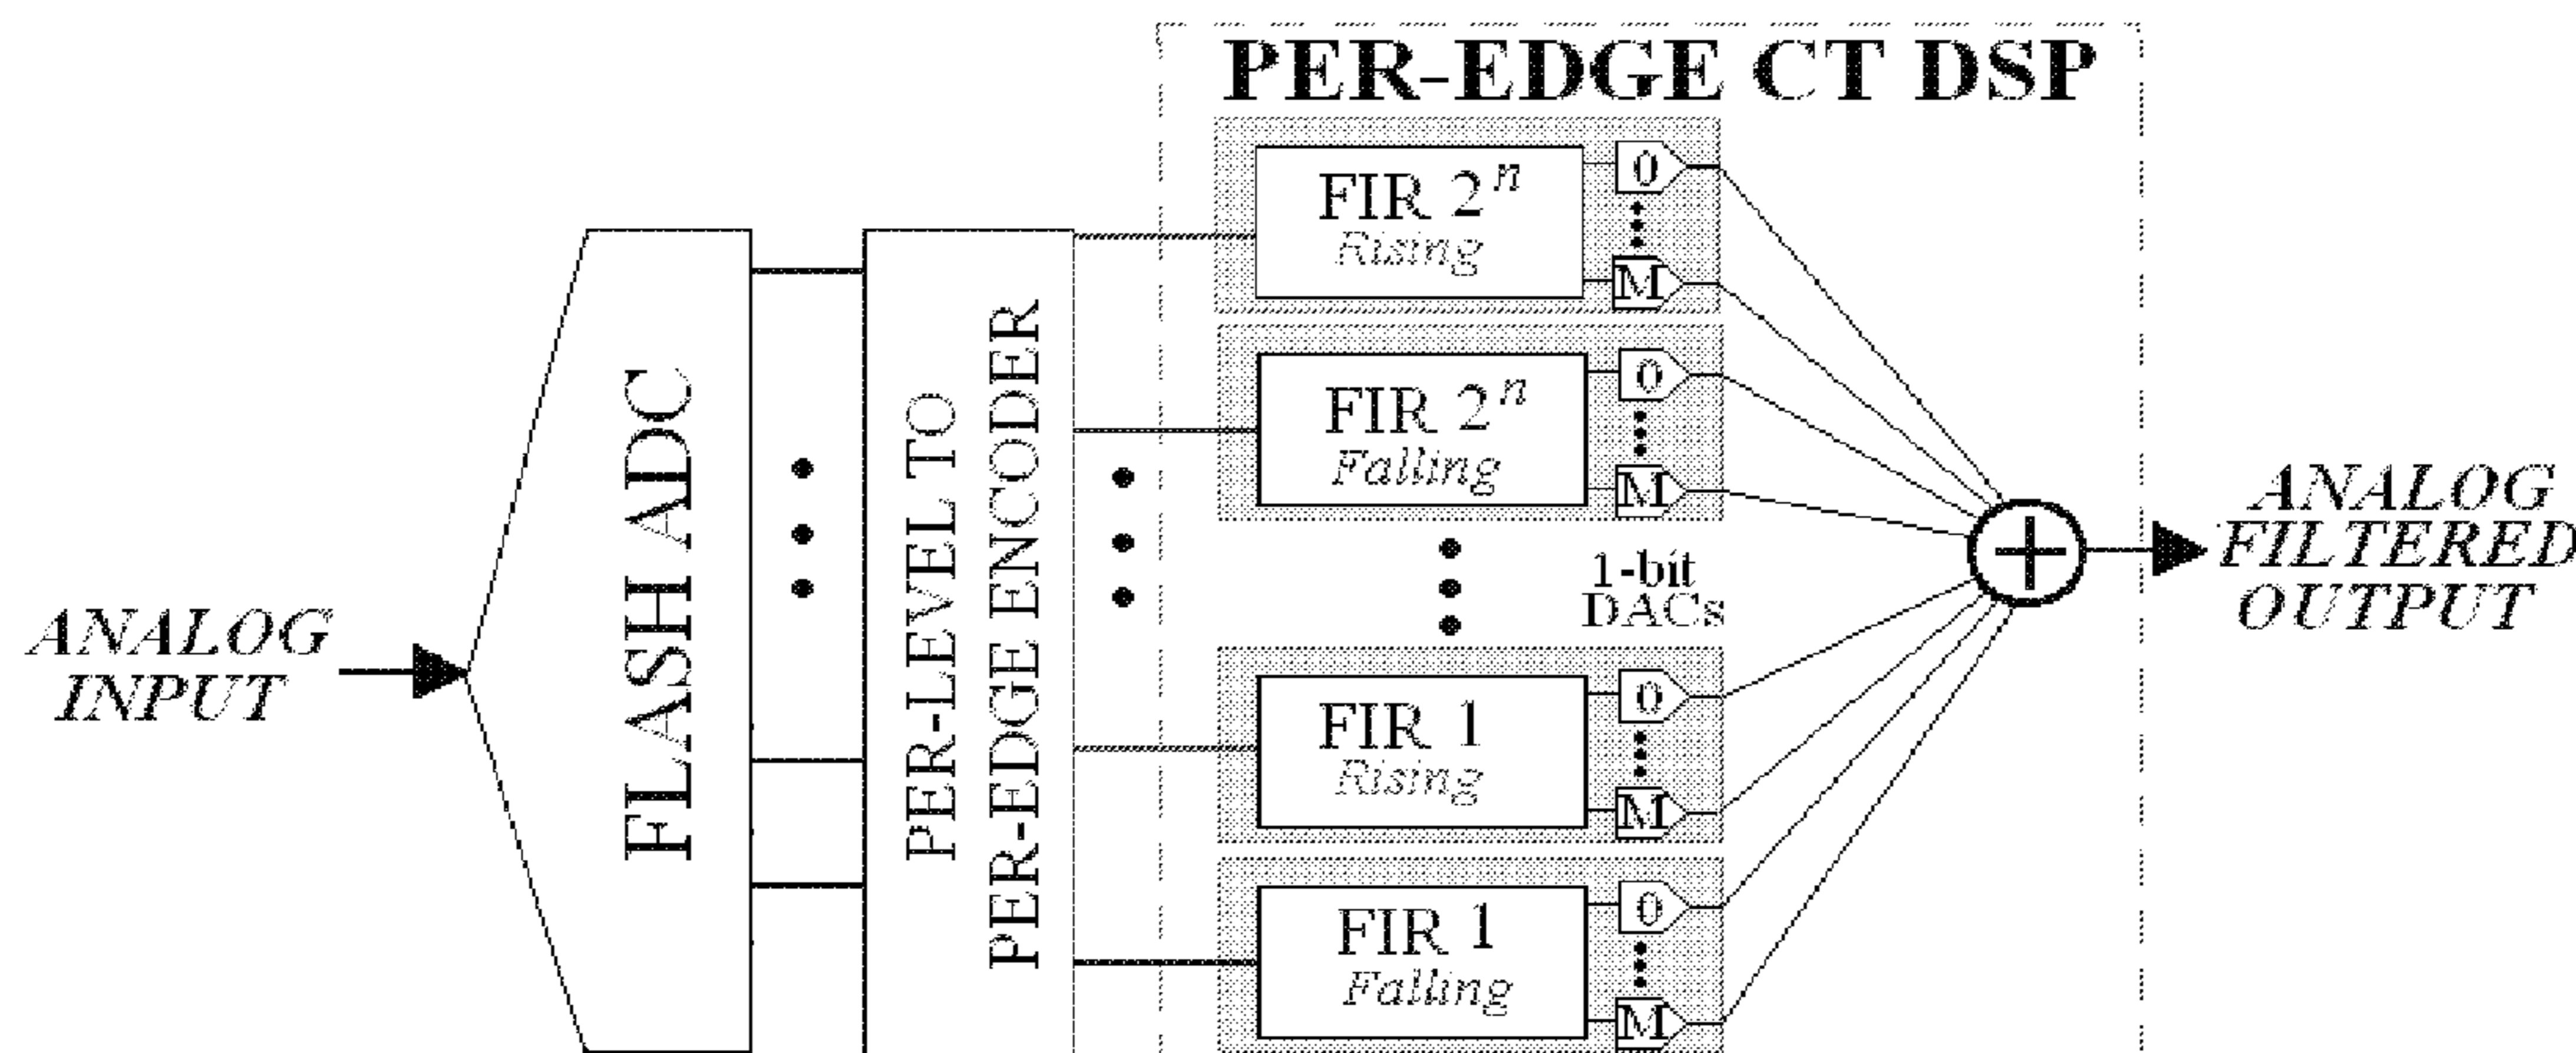 PER-EDGE CT DSP
FIR 2^n
Rising
0
M
FIR 2^n
Falling
0
M
1-bit
DACs
FIR 1
Rising
0
M
FIR 1
Falling
0
M
ANALOG
INPUT
FLASH ADC
PER-LEVEL TO
PER-EDGE ENCODER
ANALOG
FILTERED
OUTPUT